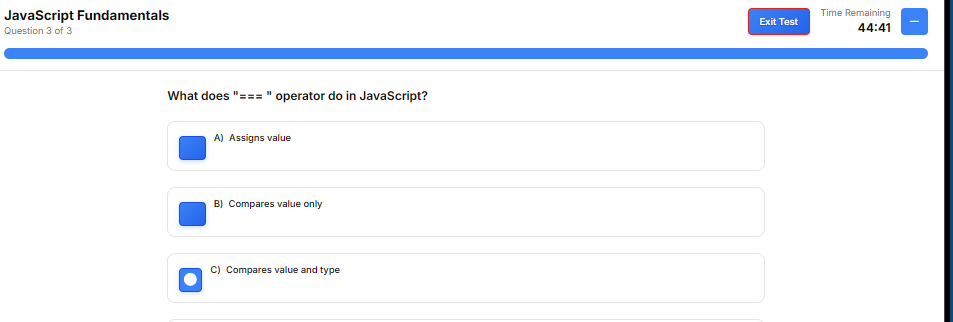 JavaScript Fundamentals
Question 3 of 3
Exit Test
Time Remaining
44:41
What does "=== " operator do in JavaScript?
A) Assigns value
B) Compares value only
C) Compares value and type